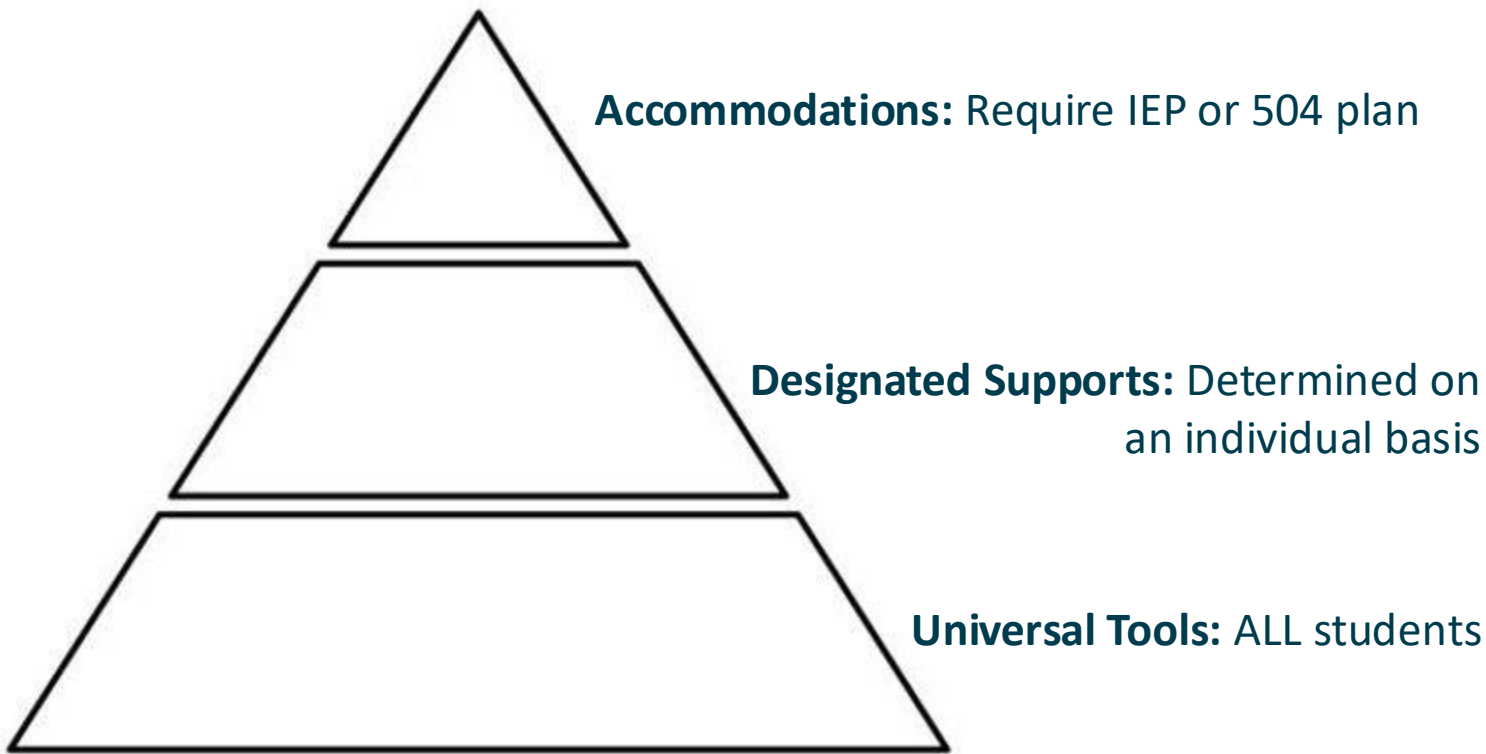 Accommodations: Require IEP or 504 plan
Designated Supports: Determined on
an individual basis
Universal Tools: ALL students